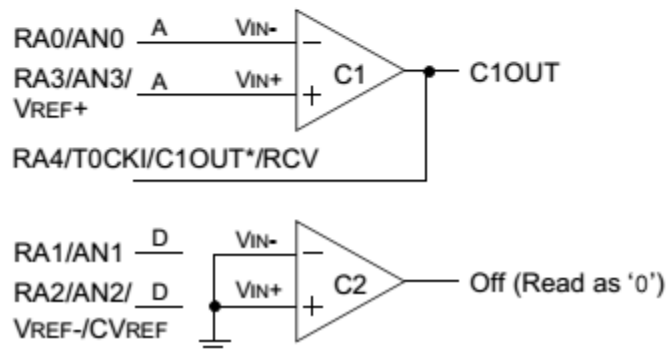 RA0/AN0 A VIN-
RA3/AN3/ A VIN+ C1 C1OUT
VREF+
RA4/T0CKI/C1OUT*/RCV
RA1/AN1 D VIN-
RA2/AN2/ D VIN+ C2 Off (Read as ‘0’)
VREF-/CVREF